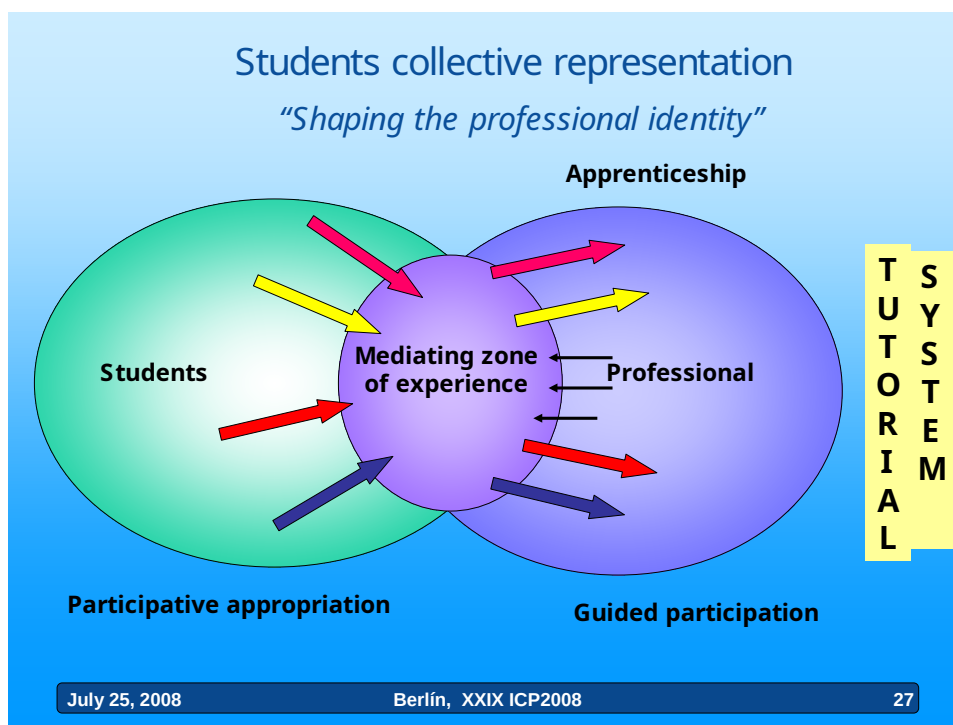 Students collective representation
“Shaping the professional identity”
Apprenticeship
Students
Mediating zone
of experience
Professional
TUTORIAL
SYSTEM
Participative appropriation
Guided participation
July 25, 2008
Berlín, XXIX ICP2008
27